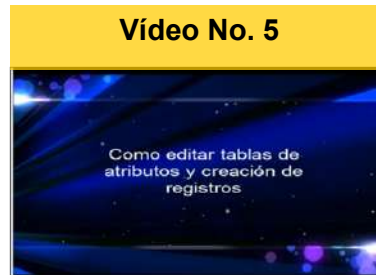 Vídeo No. 5
Como editar tablas de
atributos y creación de
registros